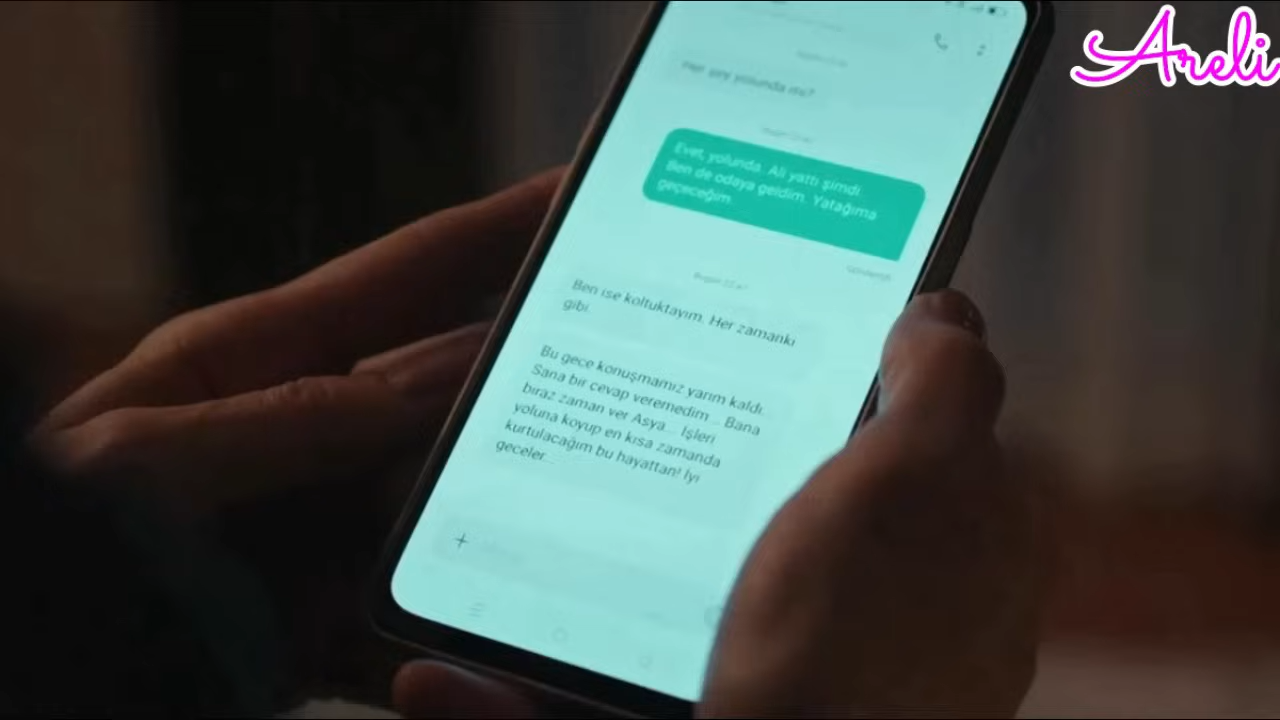 Areli
Her şey yolunda mı?
Evet, yolunda. Ali yattı şimdi.
Ben de odaya geldim. Yatağıma
geçeceğim.
Ben ise koltuktayım. Her zamanki
gibi.
Bu gece konuşmamız yarım kaldı.
Sana bir cevap veremedim... Bana
biraz zaman ver Asya... İşleri
yoluna koyup en kısa zamanda
kurtulacağım bu hayattan! İyi
geceler...